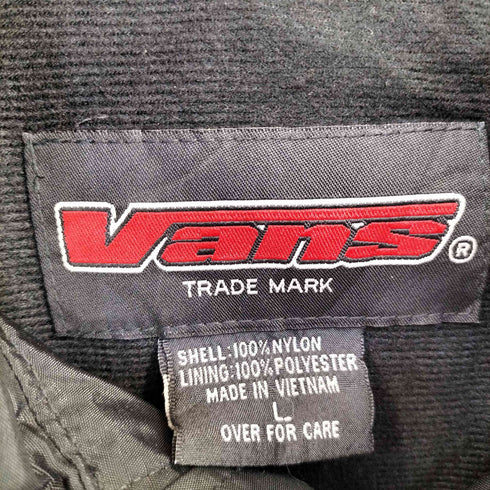 Vans®
TRADE MARK
SHELL:100%NYLON
LINING:100%POLYESTER
MADE IN VIETNAM
L
OVER FOR CARE